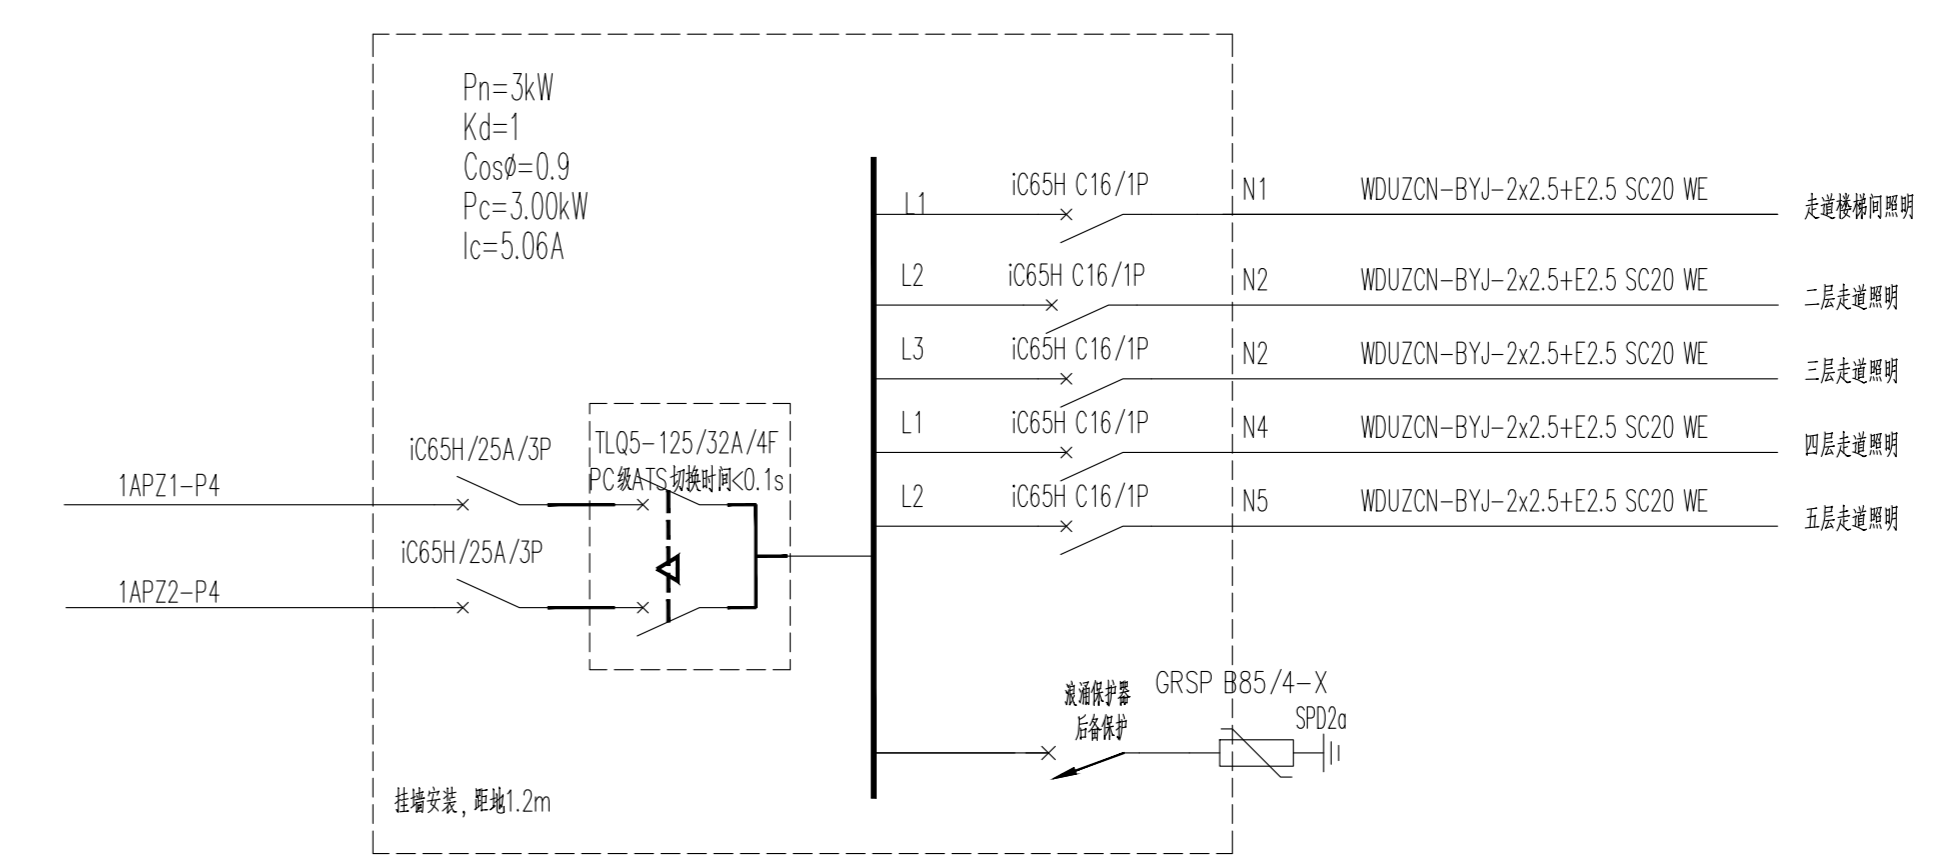 Pn=3kW
Kd=1
Cosø=0.9
Pc=3.00kW
Ic=5.06A
L1
iC65H C16/1P
N1
WDUZCN-BYJ-2x2.5+E2.5 SC20 WE
走道楼梯间照明
L2
iC65H C16/1P
N2
WDUZCN-BYJ-2x2.5+E2.5 SC20 WE
二层走道照明
L3
iC65H C16/1P
N2
WDUZCN-BYJ-2x2.5+E2.5 SC20 WE
三层走道照明
L1
iC65H C16/1P
N4
WDUZCN-BYJ-2x2.5+E2.5 SC20 WE
四层走道照明
L2
iC65H C16/1P
N5
WDUZCN-BYJ-2x2.5+E2.5 SC20 WE
五层走道照明
iC65H/25A/3P
TLQ5-125/32A/4F
PC级ATS切换时间<0.1s
1APZ1-P4
iC65H/25A/3P
1APZ2-P4
浪涌保护器
后备保护
GRSP B85/4-X
SPD2a
挂墙安装,距地1.2m